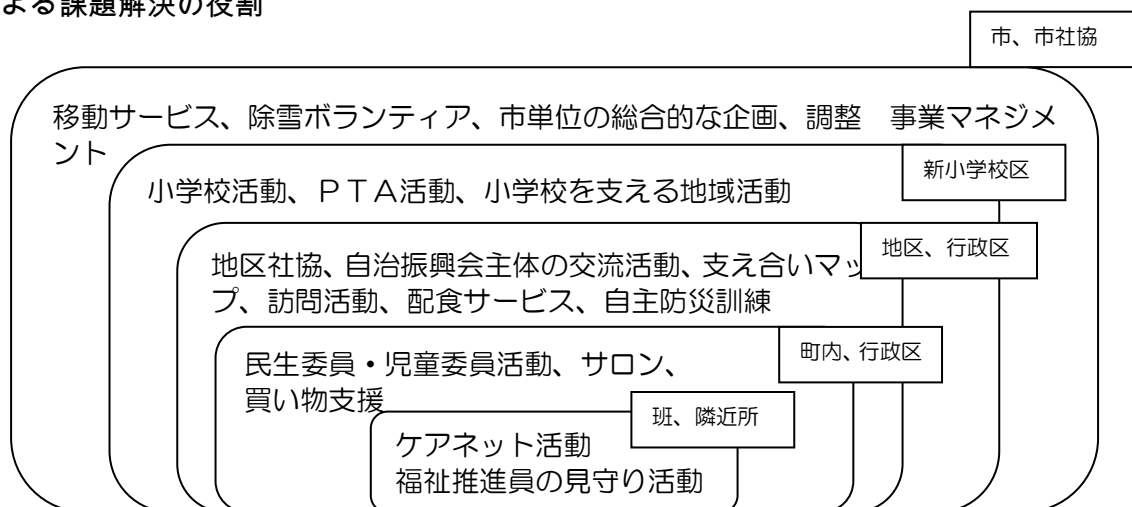 よる課題解決の役割
市、市社協
移動サービス、除雪ボランティア、市単位の総合的な企画、調整　事業マネジメ
ント
新小学校区
小学校活動、ＰＴＡ活動、小学校を支える地域活動
地区、行政区
地区社協、自治振興会主体の交流活動、支え合いマッ
プ、訪問活動、配食サービス、自主防災訓練
町内、行政区
民生委員・児童委員活動、サロン、
買い物支援
班、隣近所
ケアネット活動
福祉推進員の見守り活動